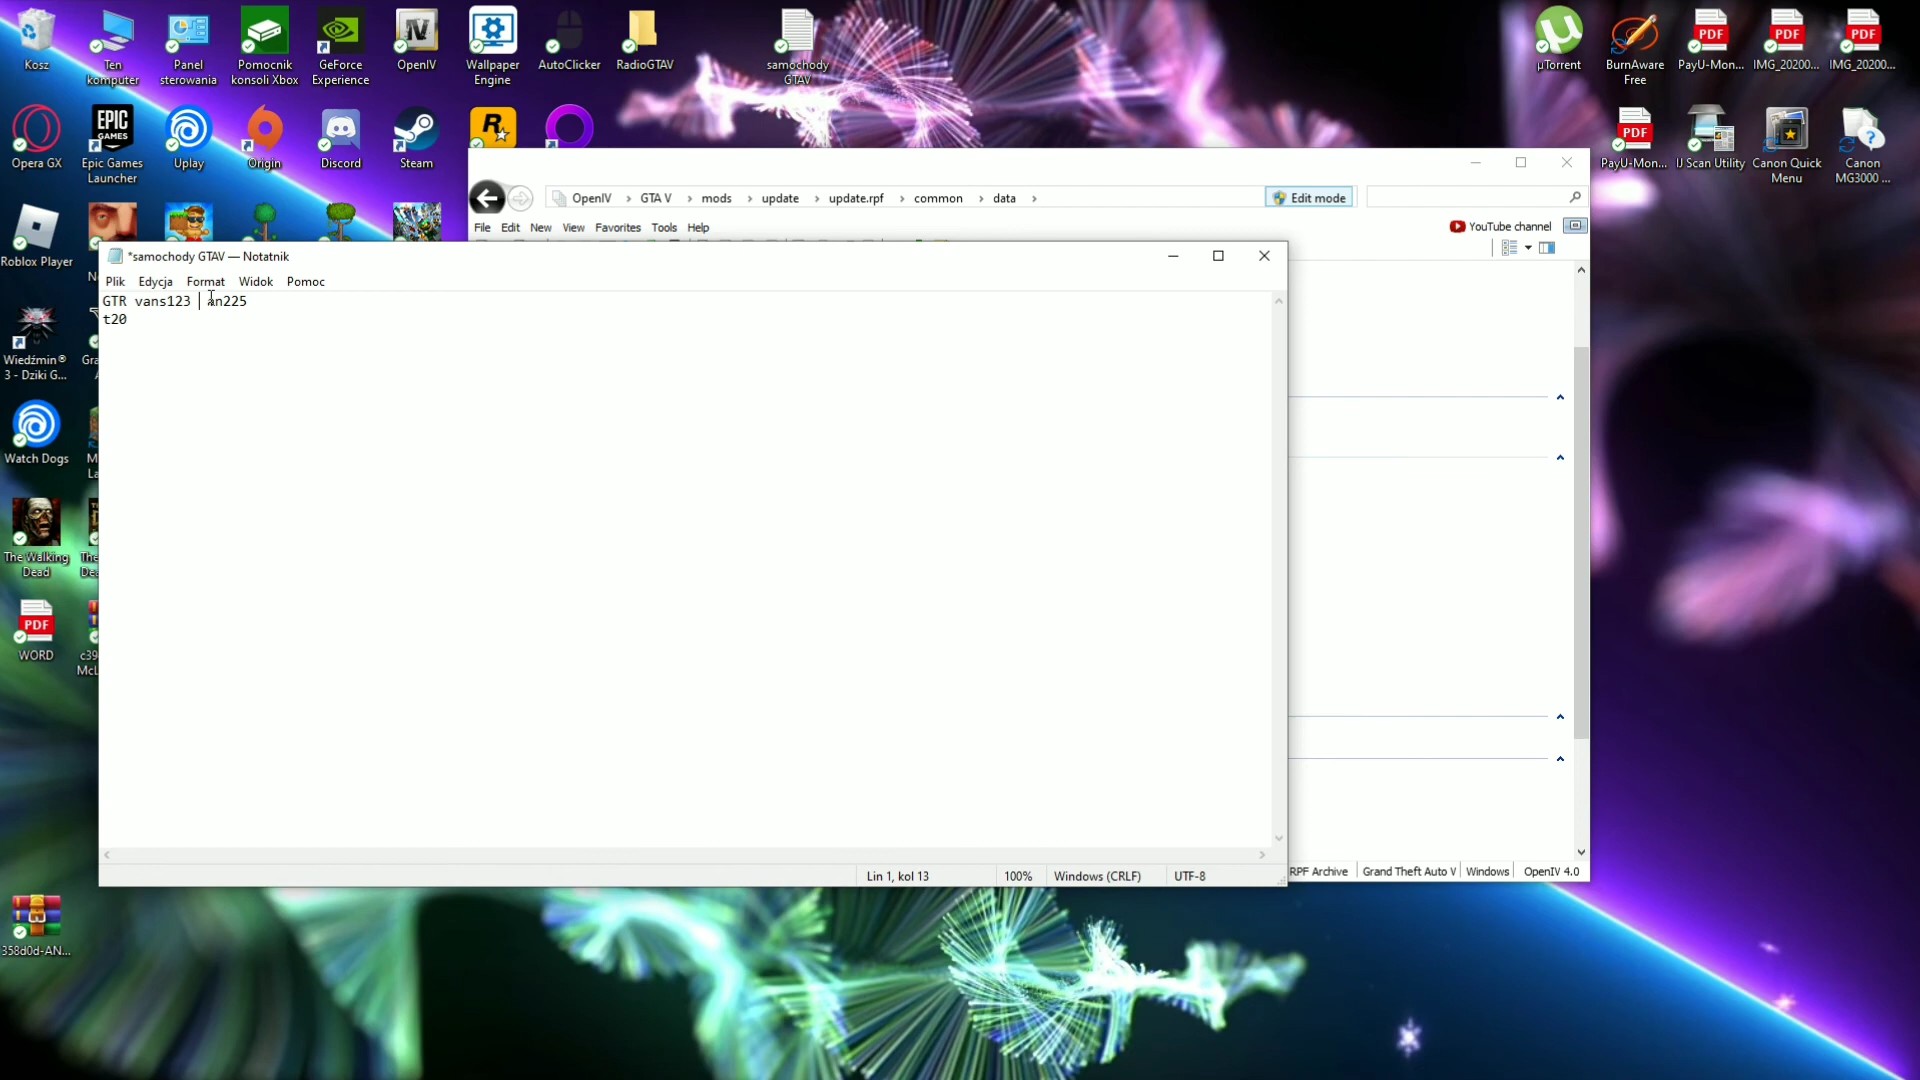 Kosz
Ten komputer
Panel sterowania
Pomocnik konsoli Xbox
GeForce Experience
OpenIV
Wallpaper Engine
AutoClicker
RadioGTAV
samochody GTAV
µTorrent
BurnAware Free
PayU-Mon...
IMG_20200...
IMG_20200...
Opera GX
Epic Games Launcher
Uplay
Origin
Discord
Steam
PayU-Mon...
IJ Scan Utility
Canon Quick Menu
Canon MG3000 ...
OpenIV
GTA V
mods
update
update.rpf
common
data
Edit mode
File Edit New View Favorites Tools Help
YouTube channel
Roblox Player
*samochody GTAV — Notatnik
Plik Edycja Format Widok Pomoc
GTR vans123 an225
t20
Wiedźmin® 3 - Dziki G...
Watch Dogs
The Walking Dead
WORD
358d0d-AN...
Lin 1, kol 13
100%
Windows (CRLF)
UTF-8
RPF Archive
Grand Theft Auto V
Windows
OpenIV 4.0